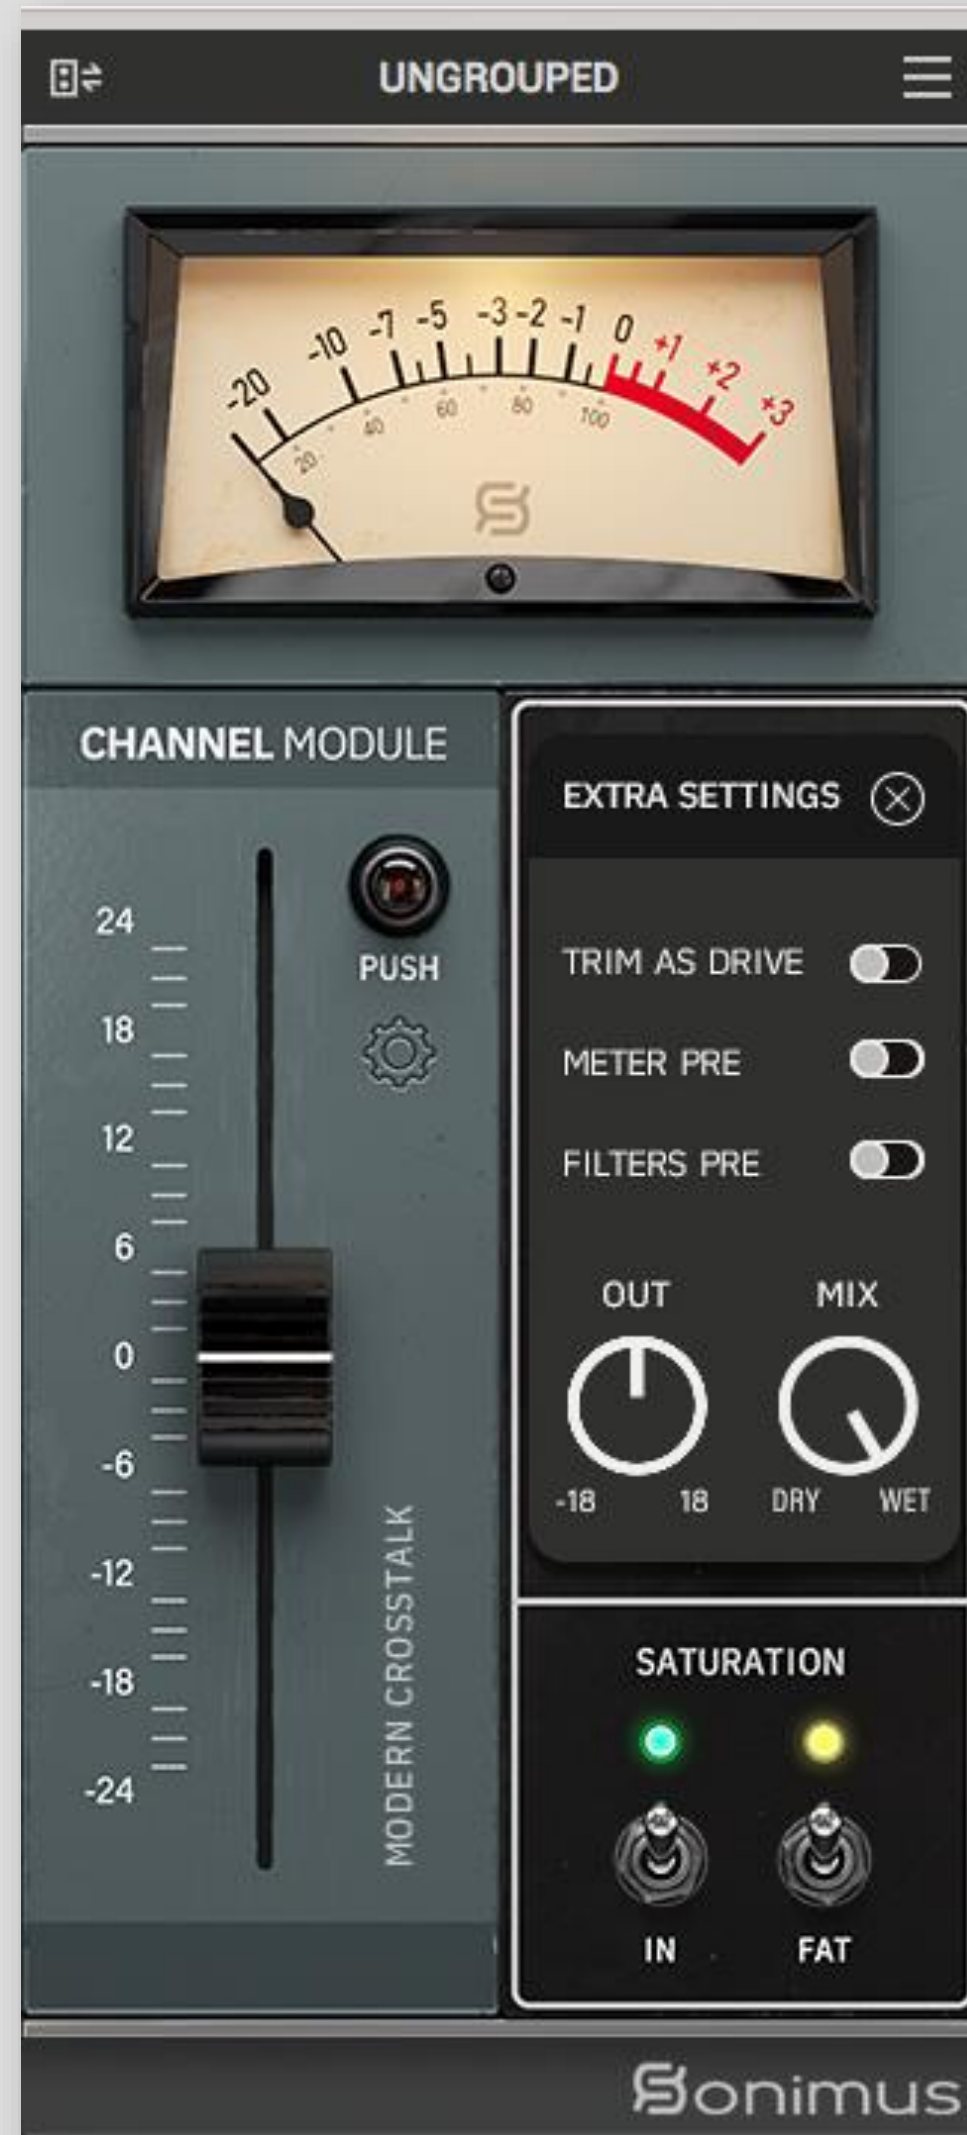 UNGROUPED
-20 -10 -7 -5 -3 -2 -1 0 +1 +2 +3
20 40 60 80 100
CHANNEL MODULE
PUSH
24
18
12
6
0
-6
-12
-18
-24
MODERN CROSSTALK
EXTRA SETTINGS
TRIM AS DRIVE
METER PRE
FILTERS PRE
OUT MIX
-18 18 DRY WET
SATURATION
IN FAT
Sonimus